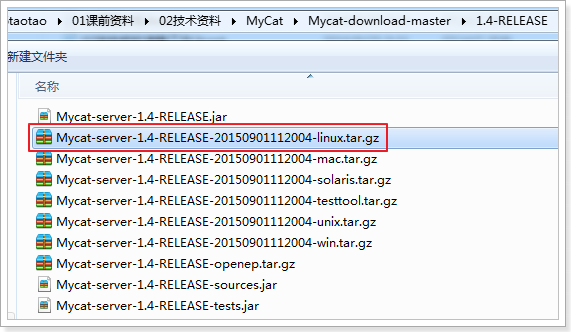 taotao ▸ 01课前资料 ▸ 02技术资料 ▸ MyCat ▸ Mycat-download-master ▸ 1.4-RELEASE
新建文件夹
名称
Mycat-server-1.4-RELEASE.jar
Mycat-server-1.4-RELEASE-20150901112004-linux.tar.gz
Mycat-server-1.4-RELEASE-20150901112004-mac.tar.gz
Mycat-server-1.4-RELEASE-20150901112004-solaris.tar.gz
Mycat-server-1.4-RELEASE-20150901112004-testtool.tar.gz
Mycat-server-1.4-RELEASE-20150901112004-unix.tar.gz
Mycat-server-1.4-RELEASE-20150901112004-win.tar.gz
Mycat-server-1.4-RELEASE-openep.tar.gz
Mycat-server-1.4-RELEASE-sources.jar
Mycat-server-1.4-RELEASE-tests.jar